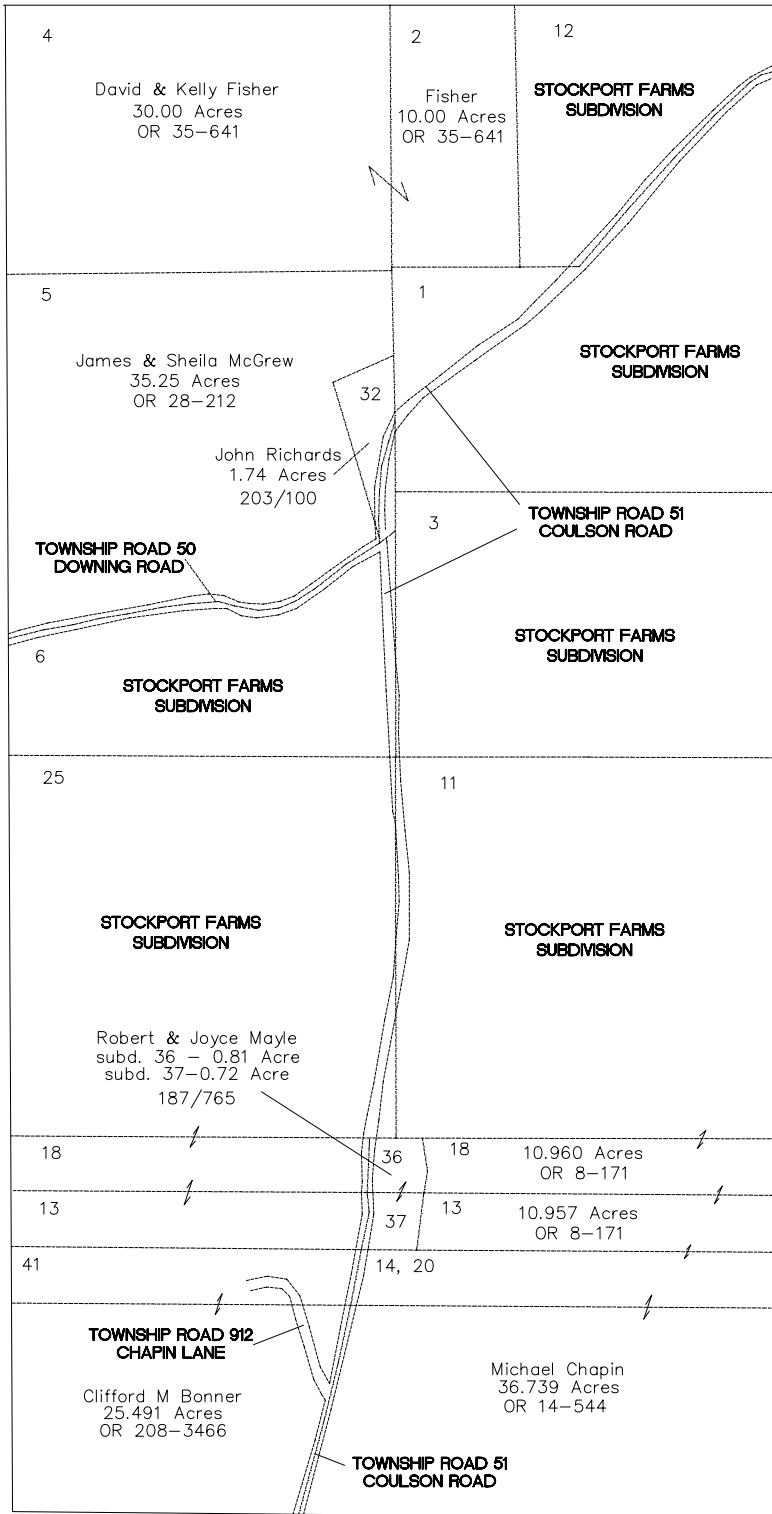 4
2
12
David & Kelly Fisher
30.00 Acres
OR 35-641
Fisher
10.00 Acres
OR 35-641
STOCKPORT FARMS
SUBDIVISION
5
1
James & Sheila McGrew
35.25 Acres
OR 28-212
STOCKPORT FARMS
SUBDIVISION
32
John Richards
1.74 Acres
203/100
TOWNSHIP ROAD 51
COULSON ROAD
3
TOWNSHIP ROAD 50
DOWNING ROAD
STOCKPORT FARMS
SUBDIVISION
6
STOCKPORT FARMS
SUBDIVISION
25
11
STOCKPORT FARMS
SUBDIVISION
STOCKPORT FARMS
SUBDIVISION
Robert & Joyce Mayle
subd. 36 - 0.81 Acre
subd. 37-0.72 Acre
187/765
18
36
18
10.960 Acres
OR 8-171
13
37
13
10.957 Acres
OR 8-171
41
14, 20
TOWNSHIP ROAD 912
CHAPIN LANE
Clifford M Bonner
25.491 Acres
OR 208-3466
Michael Chapin
36.739 Acres
OR 14-544
TOWNSHIP ROAD 51
COULSON ROAD